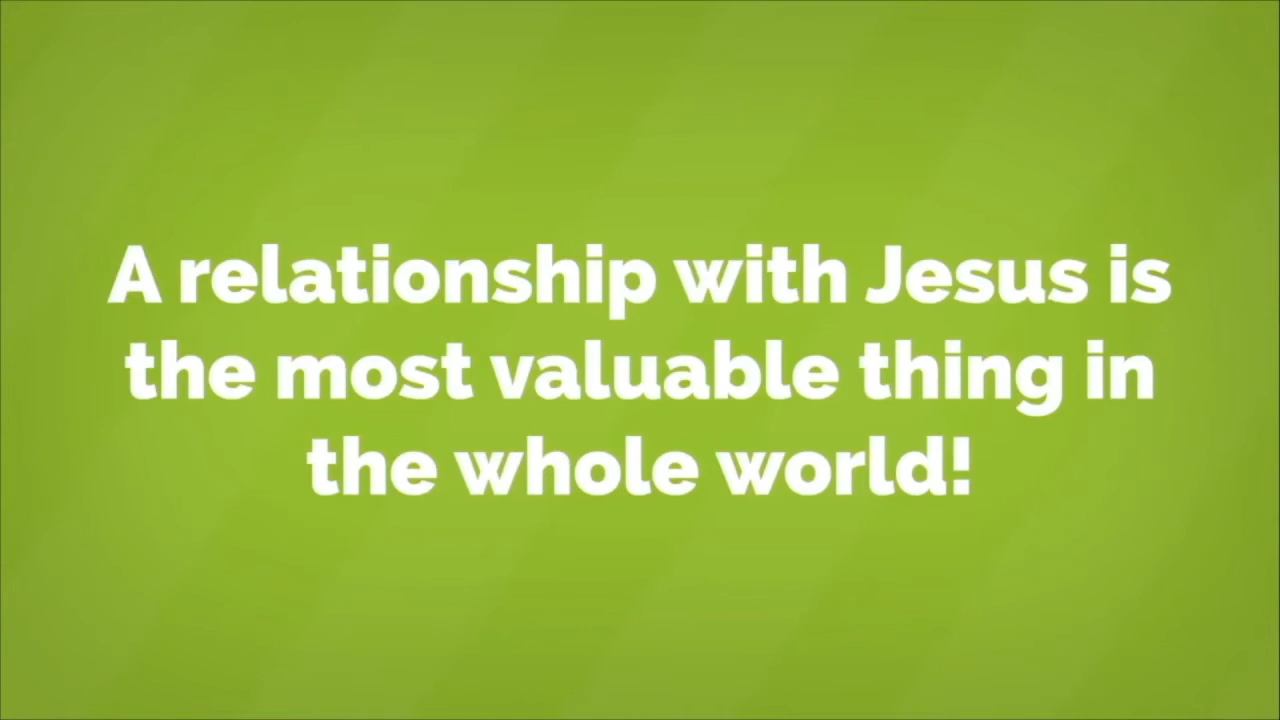 A relationship with Jesus is
the most valuable thing in
the whole world!